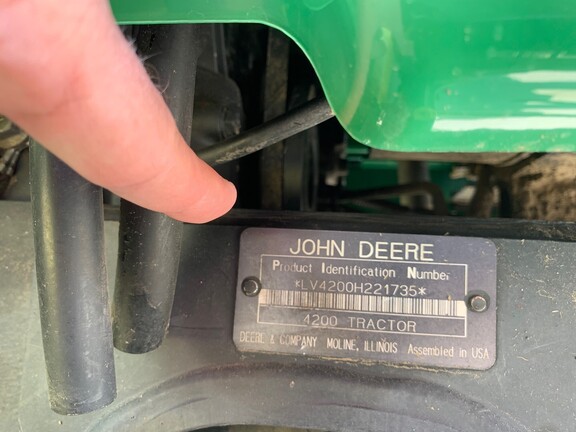 JOHN DEERE
Product Identification Number
*LV4200H221735*
4200 TRACTOR
DEERE & COMPANY MOLINE, ILLINOIS Assembled in USA